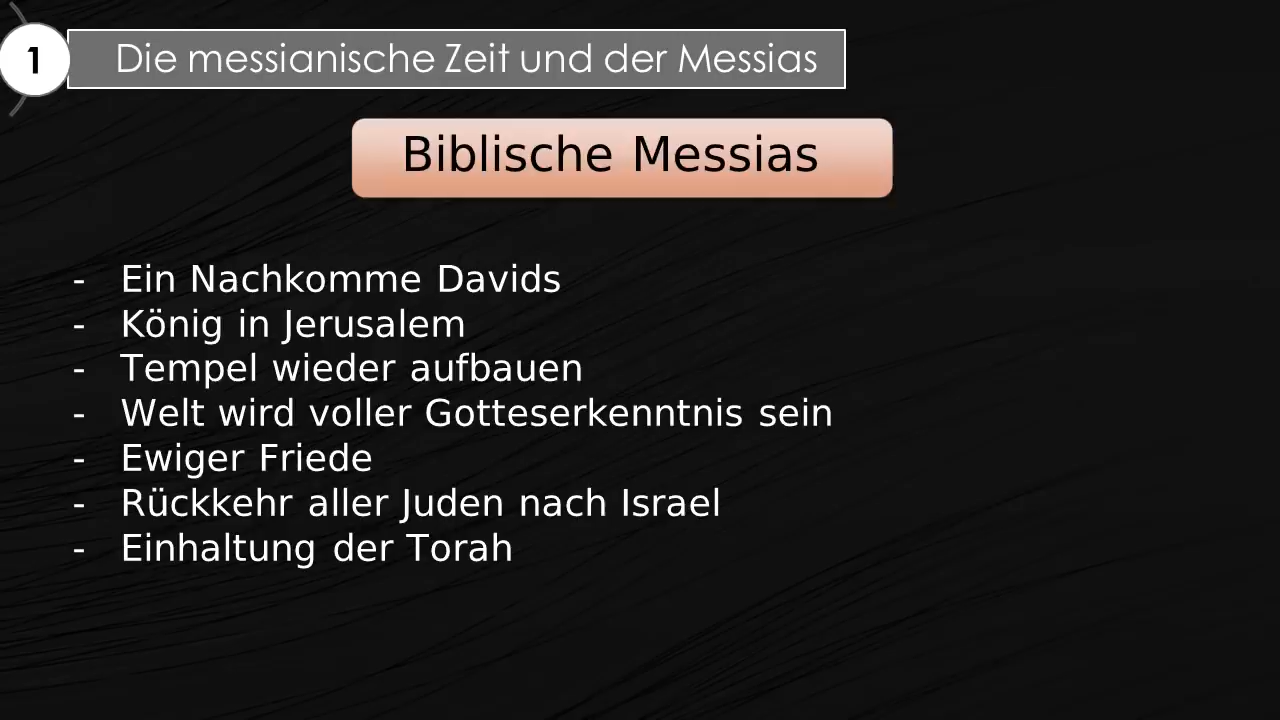 1
Die messianische Zeit und der Messias
Biblische Messias
- Ein Nachkomme Davids
- König in Jerusalem
- Tempel wieder aufbauen
- Welt wird voller Gotteserkenntnis sein
- Ewiger Friede
- Rückkehr aller Juden nach Israel
- Einhaltung der Torah